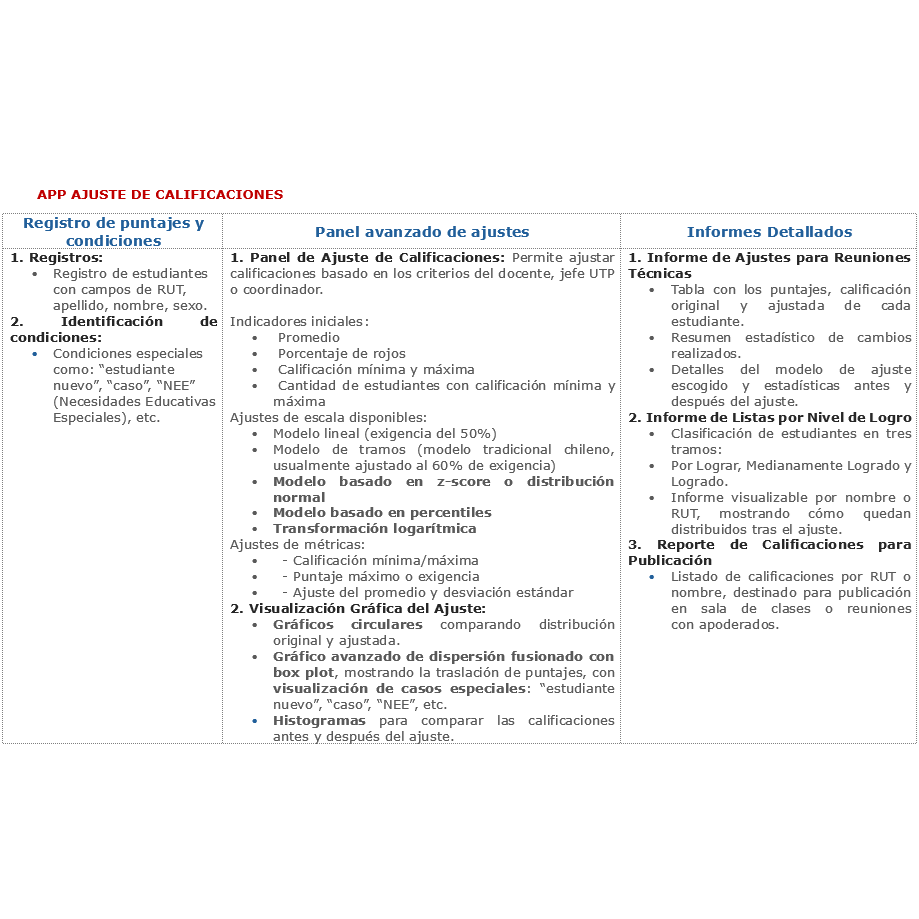 APP AJUSTE DE CALIFICACIONES
Registro de puntajes y
condiciones
Panel avanzado de ajustes
Informes Detallados
1. Registros:
• Registro de estudiantes
con campos de RUT,
apellido, nombre, sexo.
2. Identificación de
condiciones:
• Condiciones especiales
como: “estudiante
nuevo”, “caso”, “NEE”
(Necesidades Educativas
Especiales), etc.
1. Panel de Ajuste de Calificaciones: Permite ajustar
calificaciones basado en los criterios del docente, jefe UTP
o coordinador.
Indicadores iniciales:
• Promedio
• Porcentaje de rojos
• Calificación mínima y máxima
• Cantidad de estudiantes con calificación mínima y
máxima
Ajustes de escala disponibles:
• Modelo lineal (exigencia del 50%)
• Modelo de tramos (modelo tradicional chileno,
usualmente ajustado al 60% de exigencia)
• Modelo basado en z-score o distribución
normal
• Modelo basado en percentiles
• Transformación logarítmica
Ajustes de métricas:
• - Calificación mínima/máxima
• - Puntaje máximo o exigencia
• - Ajuste del promedio y desviación estándar
2. Visualización Gráfica del Ajuste:
• Gráficos circulares comparando distribución
original y ajustada.
• Gráfico avanzado de dispersión fusionado con
box plot, mostrando la traslación de puntajes, con
visualización de casos especiales: “estudiante
nuevo”, “caso”, “NEE”, etc.
• Histogramas para comparar las calificaciones
antes y después del ajuste.
1. Informe de Ajustes para Reuniones
Técnicas
• Tabla con los puntajes, calificación
original y ajustada de cada
estudiante.
• Resumen estadístico de cambios
realizados.
• Detalles del modelo de ajuste
escogido y estadísticas antes y
después del ajuste.
2. Informe de Listas por Nivel de Logro
• Clasificación de estudiantes en tres
tramos:
• Por Lograr, Medianamente Logrado y
Logrado.
• Informe visualizable por nombre o
RUT, mostrando cómo quedan
distribuidos tras el ajuste.
3. Reporte de Calificaciones para
Publicación
• Listado de calificaciones por RUT o
nombre, destinado para publicación
en sala de clases o reuniones
con apoderados.